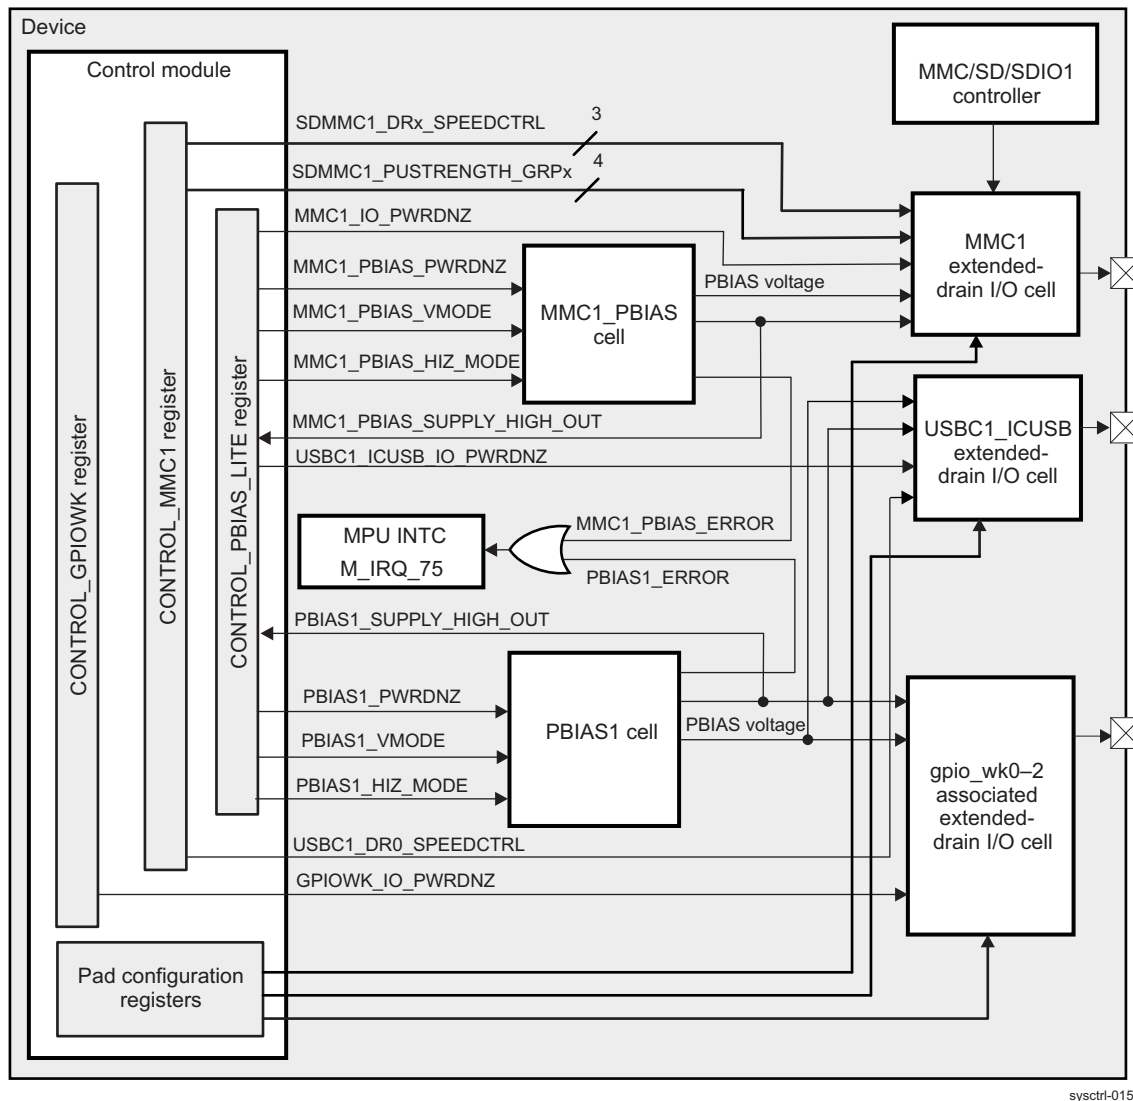 Device
Control module
MMC/SD/SDIO1
controller
SDMMC1_DRx_SPEEDCTRL
3
SDMMC1_PUSTRENGTH_GRPx
4
MMC1_IO_PWRDNZ
MMC1
extended-
drain I/O cell
MMC1_PBIAS_PWRDNZ
MMC1_PBIAS_VMODE
MMC1_PBIAS_HIZ_MODE
MMC1_PBIAS
cell
PBIAS voltage
MMC1_PBIAS_SUPPLY_HIGH_OUT
USBC1_ICUSB_IO_PWRDNZ
USBC1_ICUSB
extended-
drain I/O cell
CONTROL_GPIOWK register
CONTROL_MMC1 register
CONTROL_PBIAS_LITE register
MPU INTC
M_IRQ_75
MMC1_PBIAS_ERROR
PBIAS1_ERROR
PBIAS1_SUPPLY_HIGH_OUT
PBIAS1_PWRDNZ
PBIAS1_VMODE
PBIAS1_HIZ_MODE
PBIAS1 cell
PBIAS voltage
gpio_wk0–2
associated
extended-
drain I/O cell
USBC1_DR0_SPEEDCTRL
GPIOWK_IO_PWRDNZ
Pad configuration
registers
sysctrl-015